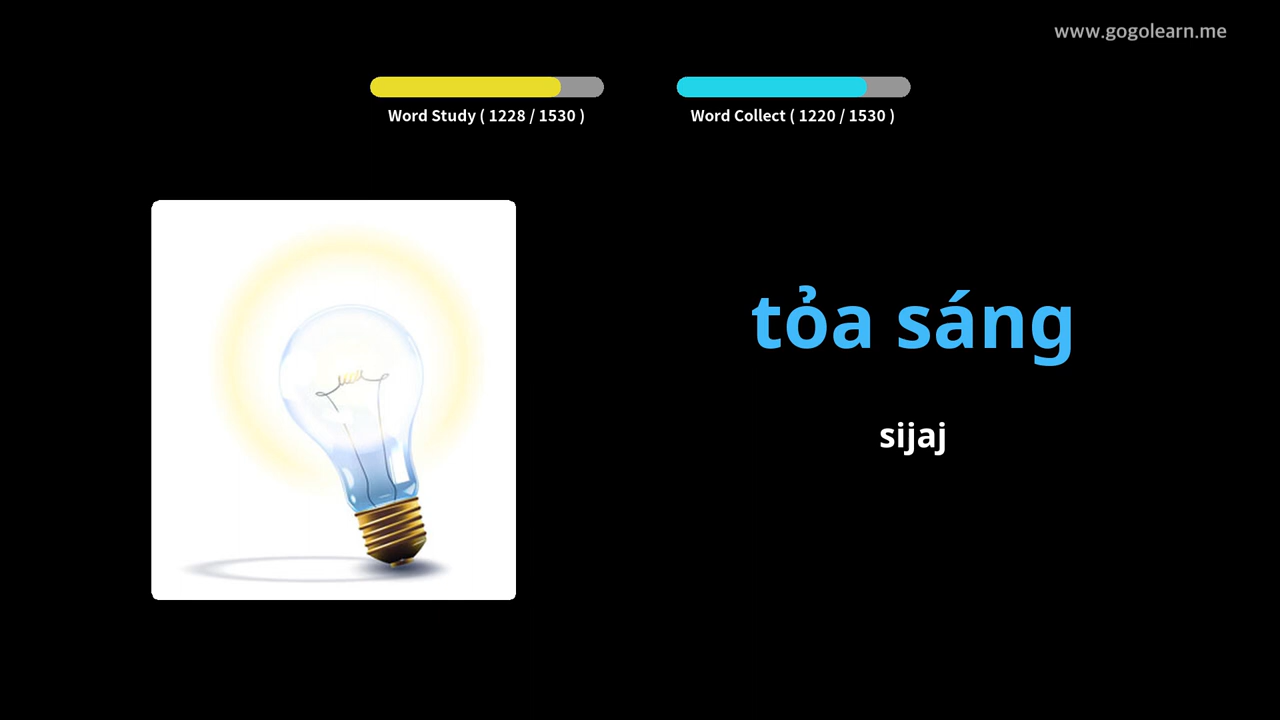 www.gogolearn.me
Word Study ( 1228 / 1530 )
Word Collect ( 1220 / 1530 )
tỏa sáng
sijaj